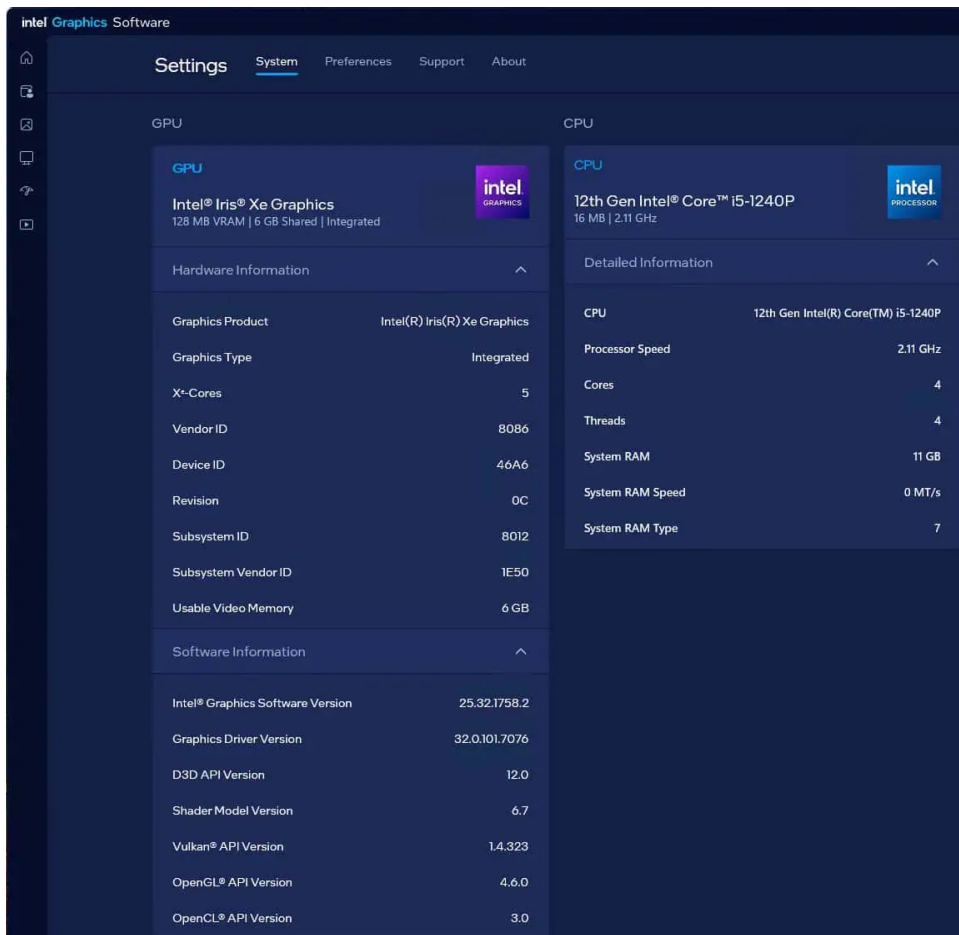 intel Graphics Software
Settings System Preferences Support About
GPU
GPU
Intel® Iris® Xe Graphics
128 MB VRAM | 6 GB Shared | Integrated
intel.
GRAPHICS
Hardware Information
Graphics Product Intel(R) Iris(R) Xe Graphics
Graphics Type Integrated
Xᵉ-Cores 5
Vendor ID 8086
Device ID 46A6
Revision 0C
Subsystem ID 8012
Subsystem Vendor ID 1E50
Usable Video Memory 6 GB
Software Information
Intel® Graphics Software Version 25.32.1758.2
Graphics Driver Version 32.0.101.7076
D3D API Version 12.0
Shader Model Version 6.7
Vulkan® API Version 1.4.323
OpenGL® API Version 4.6.0
OpenCL® API Version 3.0
CPU
CPU
12th Gen Intel® Core™ i5-1240P
16 MB | 2.11 GHz
intel.
PROCESSOR
Detailed Information
CPU 12th Gen Intel(R) Core(TM) i5-1240P
Processor Speed 2.11 GHz
Cores 4
Threads 4
System RAM 11 GB
System RAM Speed 0 MT/s
System RAM Type 7